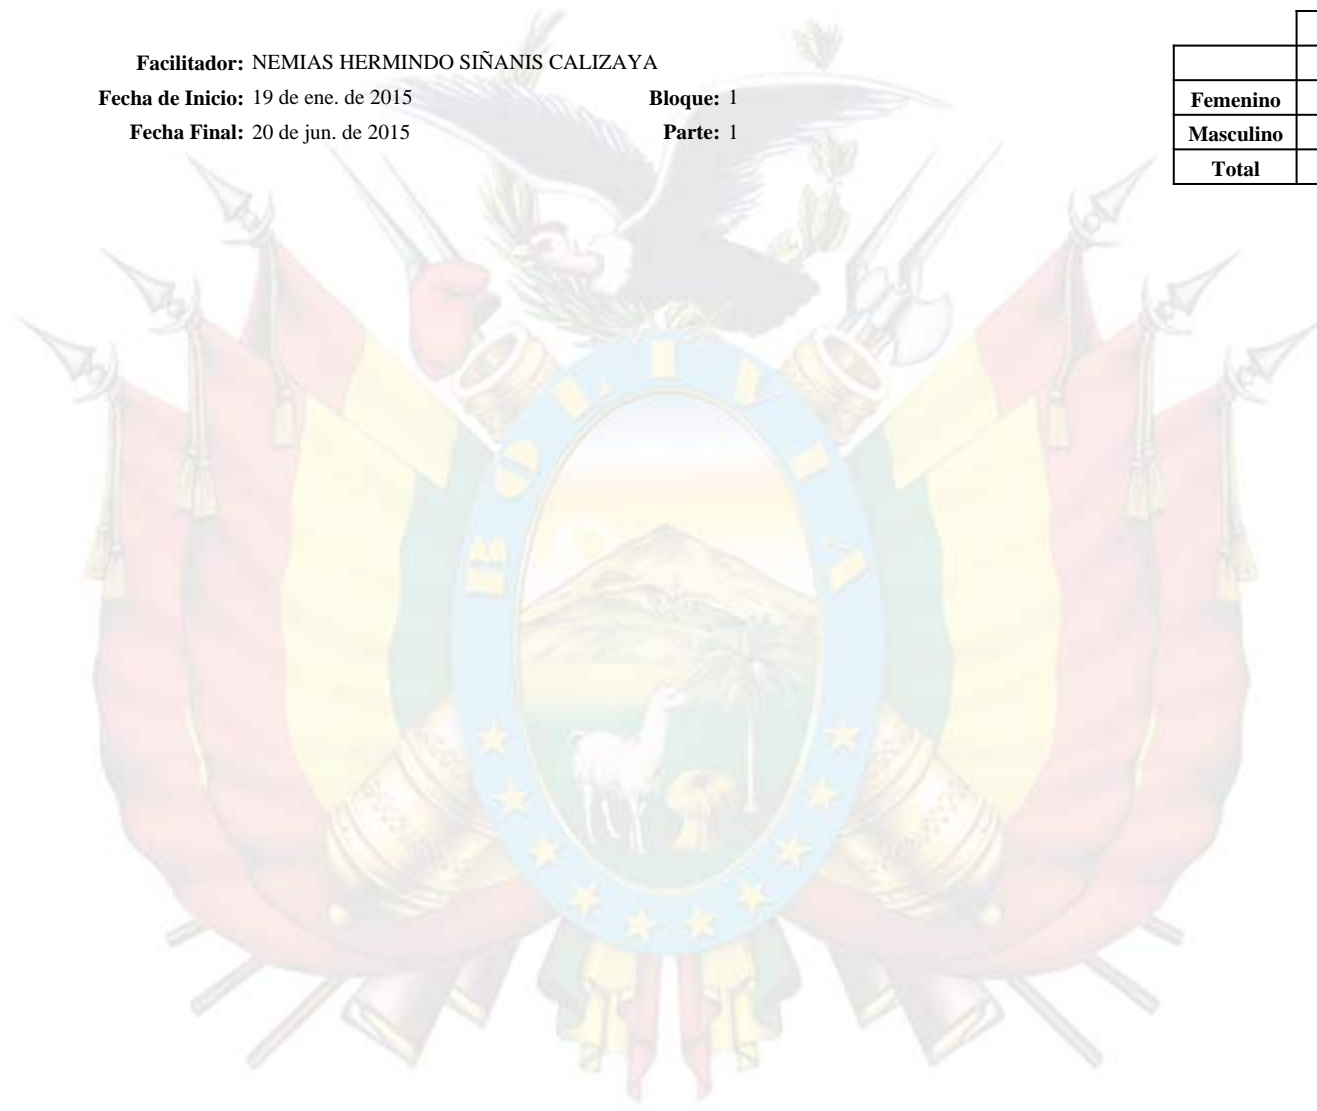 Facilitador: NEMIAS HERMINDO SIÑANIS CALIZAYA
Fecha de Inicio: 19 de ene. de 2015 Bloque: 1
Fecha Final: 20 de jun. de 2015 Parte: 1
Femenino
Masculino
Total
BOLIVIA